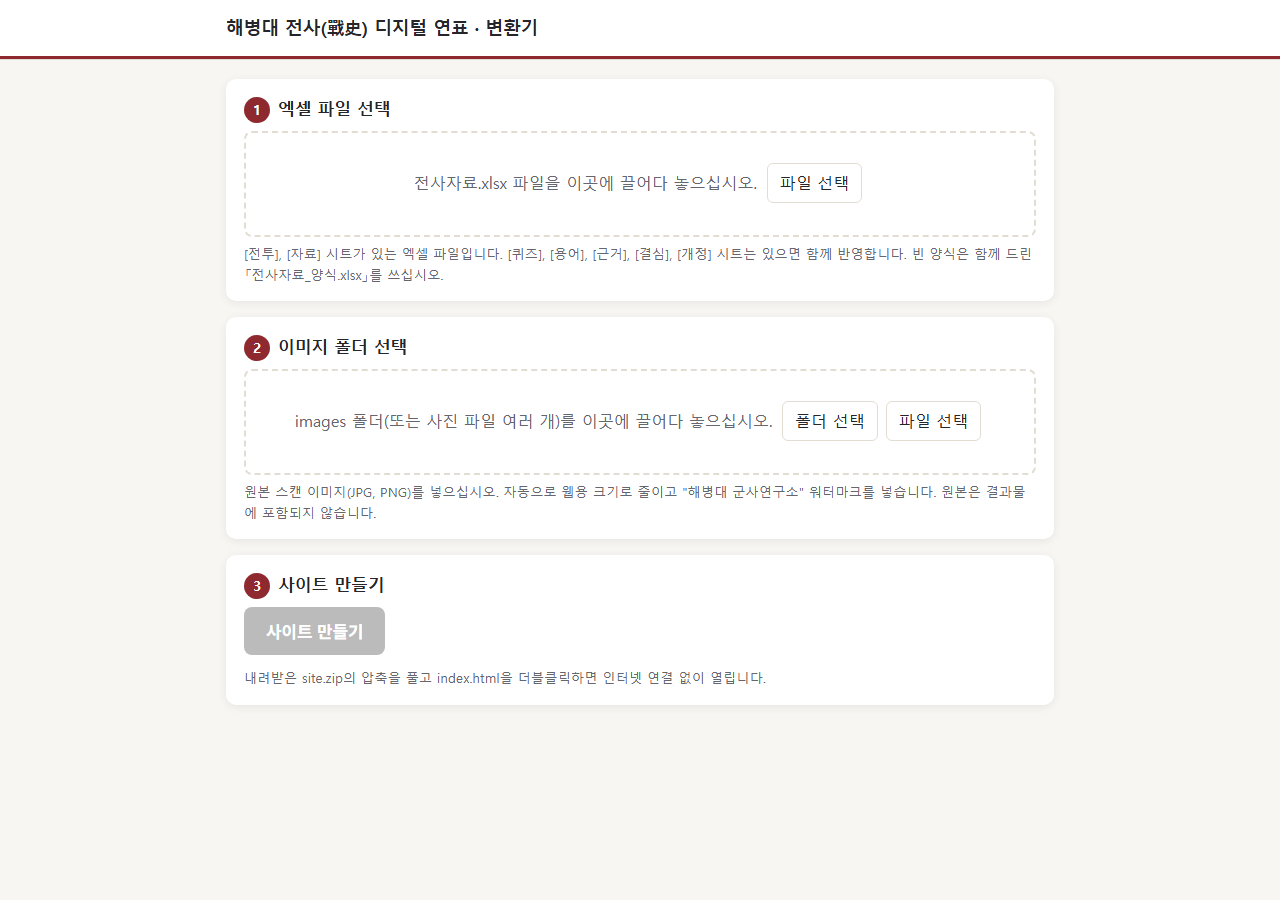 해병대 전사(戰史) 디지털 연표 · 변환기
1 엑셀 파일 선택
전사자료.xlsx 파일을 이곳에 끌어다 놓으십시오. 파일 선택
[전투], [자료] 시트가 있는 엑셀 파일입니다. [퀴즈], [용어], [근거], [결심], [개정] 시트는 있으면 함께 반영합니다. 빈 양식은 함께 드린
「전사자료_양식.xlsx」를 쓰십시오.
2 이미지 폴더 선택
images 폴더(또는 사진 파일 여러 개)를 이곳에 끌어다 놓으십시오. 폴더 선택 파일 선택
원본 스캔 이미지(JPG, PNG)를 넣으십시오. 자동으로 웹용 크기로 줄이고 "해병대 군사연구소" 워터마크를 넣습니다. 원본은 결과물
에 포함되지 않습니다.
3 사이트 만들기
사이트 만들기
내려받은 site.zip의 압축을 풀고 index.html을 더블클릭하면 인터넷 연결 없이 열립니다.